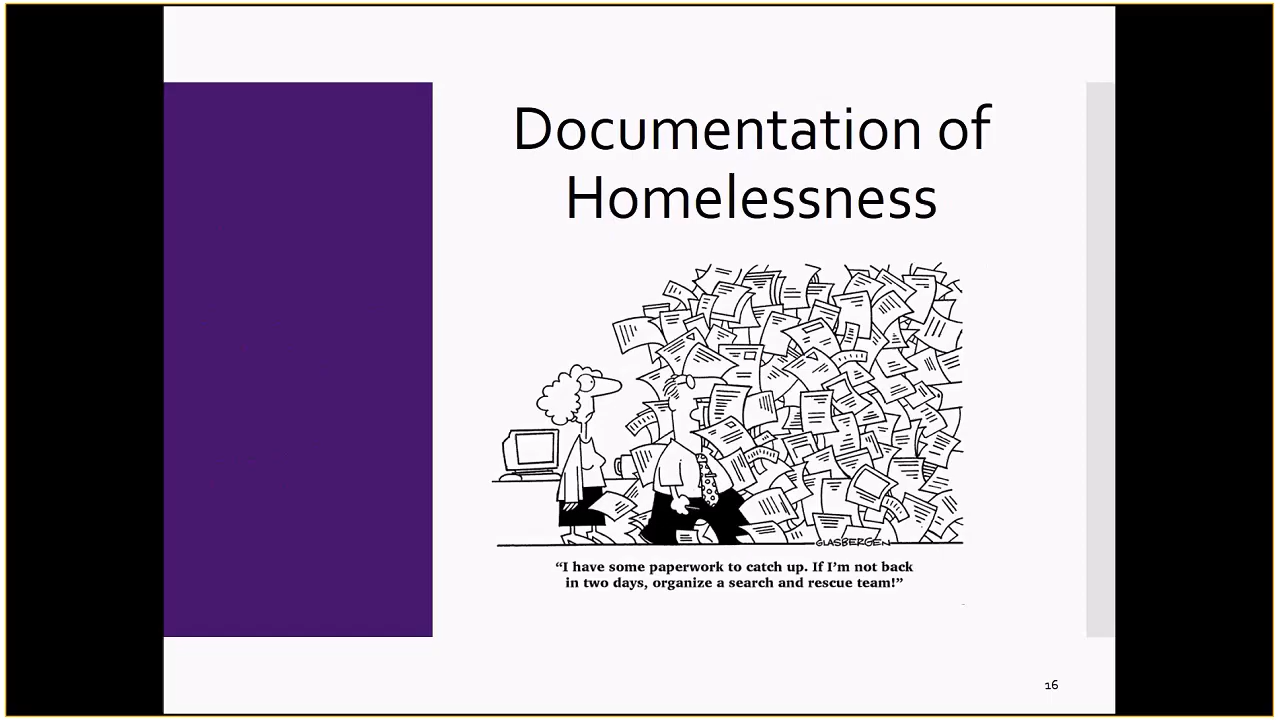 Documentation of
Homelessness
GLASBERGEN
“I have some paperwork to catch up. If I’m not back
in two days, organize a search and rescue team!”
16